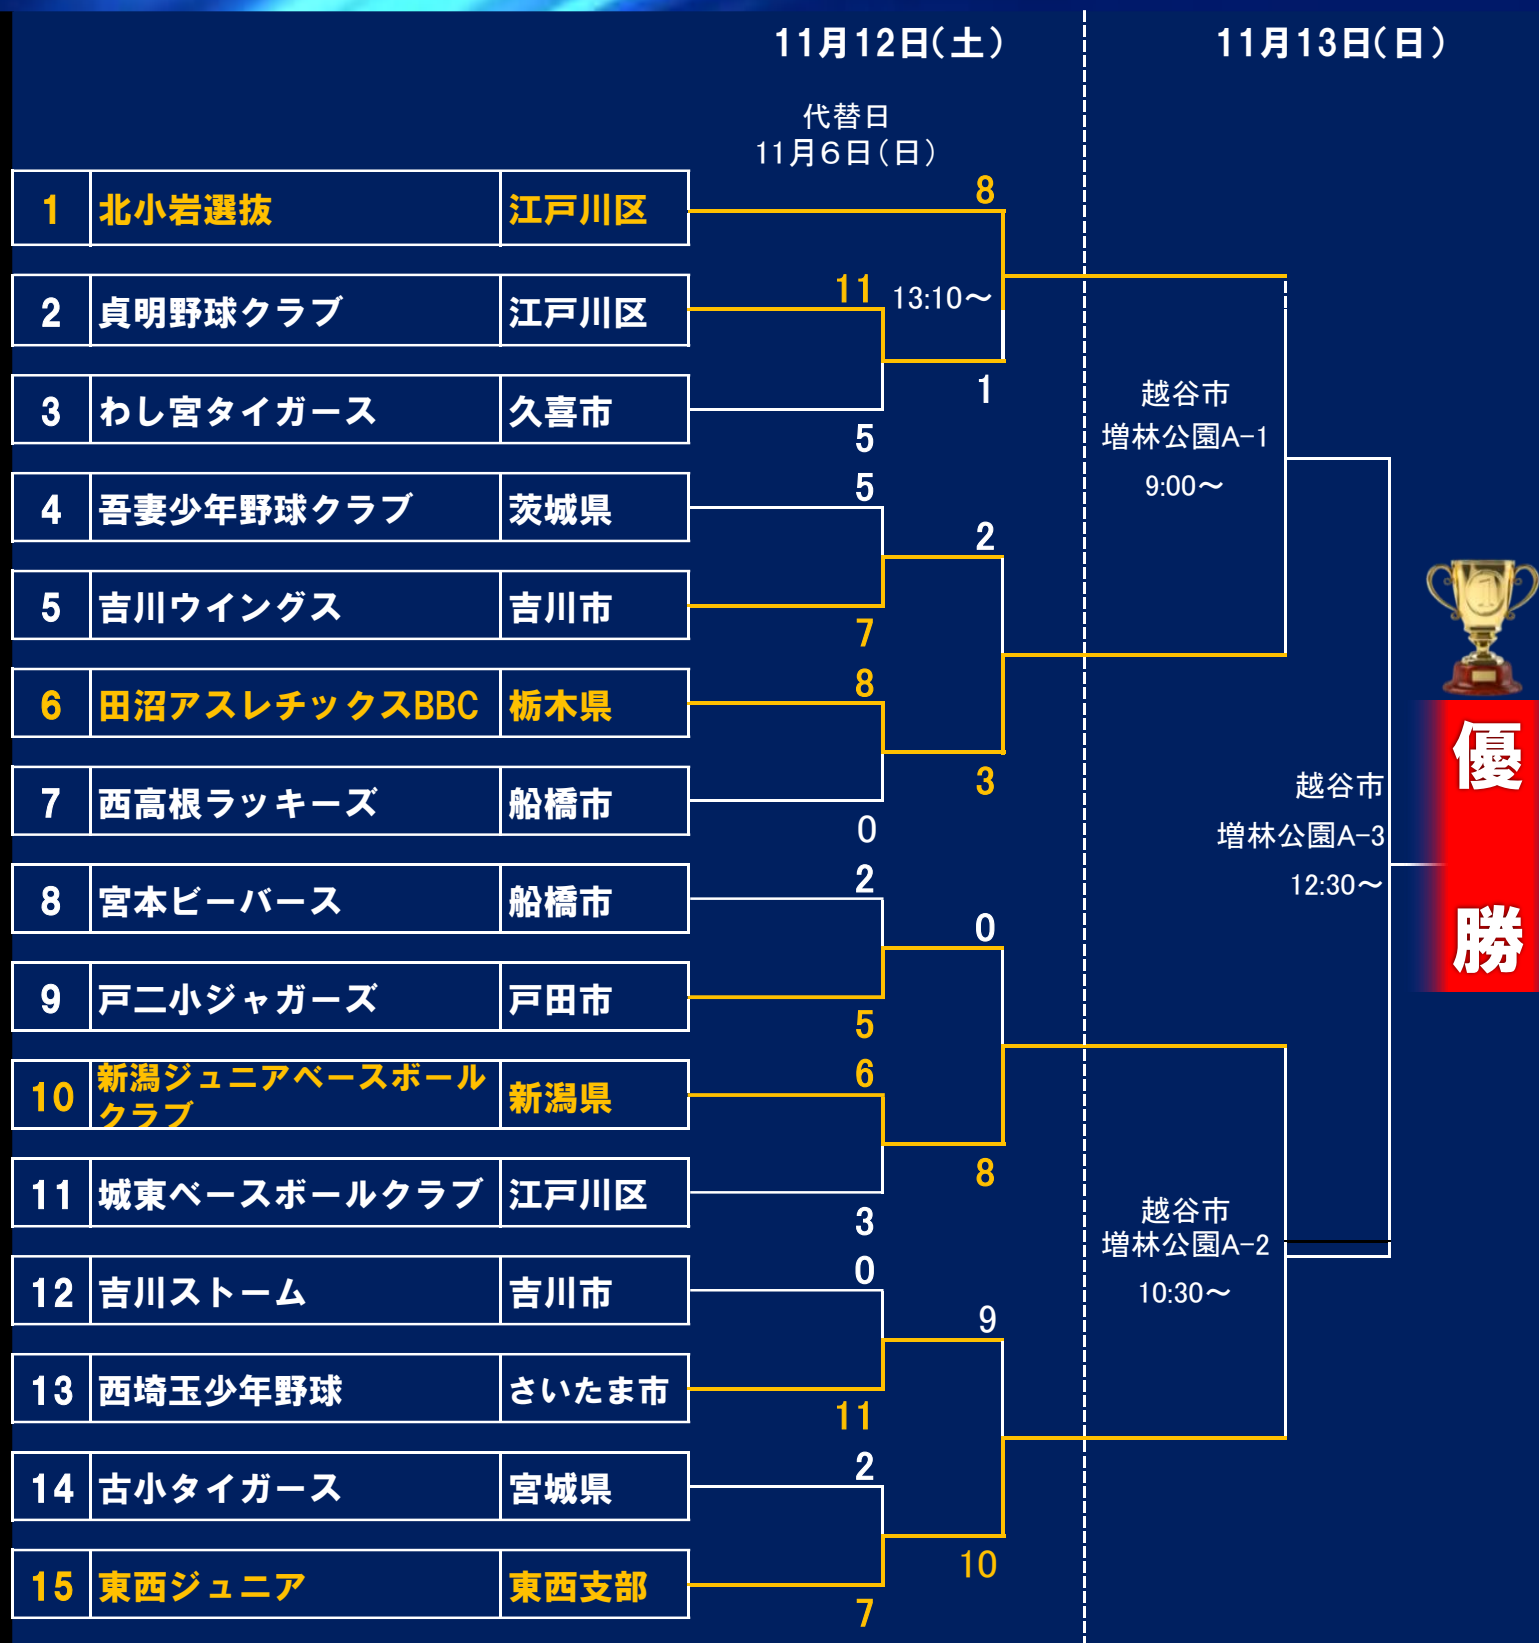 11月12日(土)
11月13日(日)
代替日
11月6日(日)
1 北小岩選抜 江戸川区
8
2 貞明野球クラブ 江戸川区
11
13:10～
3 わし宮タイガース 久喜市
5
1
4 吾妻少年野球クラブ 茨城県
5
2
5 吉川ウイングス 吉川市
7
6 田沼アスレチックスBBC 栃木県
8
3
7 西高根ラッキーズ 船橋市
0
8 宮本ビーバース 船橋市
2
0
9 戸二小ジャガーズ 戸田市
5
10 新潟ジュニアベースボール
クラブ 新潟県
6
8
11 城東ベースボールクラブ 江戸川区
3
12 吉川ストーム 吉川市
0
9
13 西埼玉少年野球 さいたま市
11
14 古小タイガース 宮城県
2
10
15 東西ジュニア 東西支部
7
越谷市
増林公園A-1
9:00～
越谷市
増林公園A-3
12:30～
越谷市
増林公園A-2
10:30～
1
優
勝